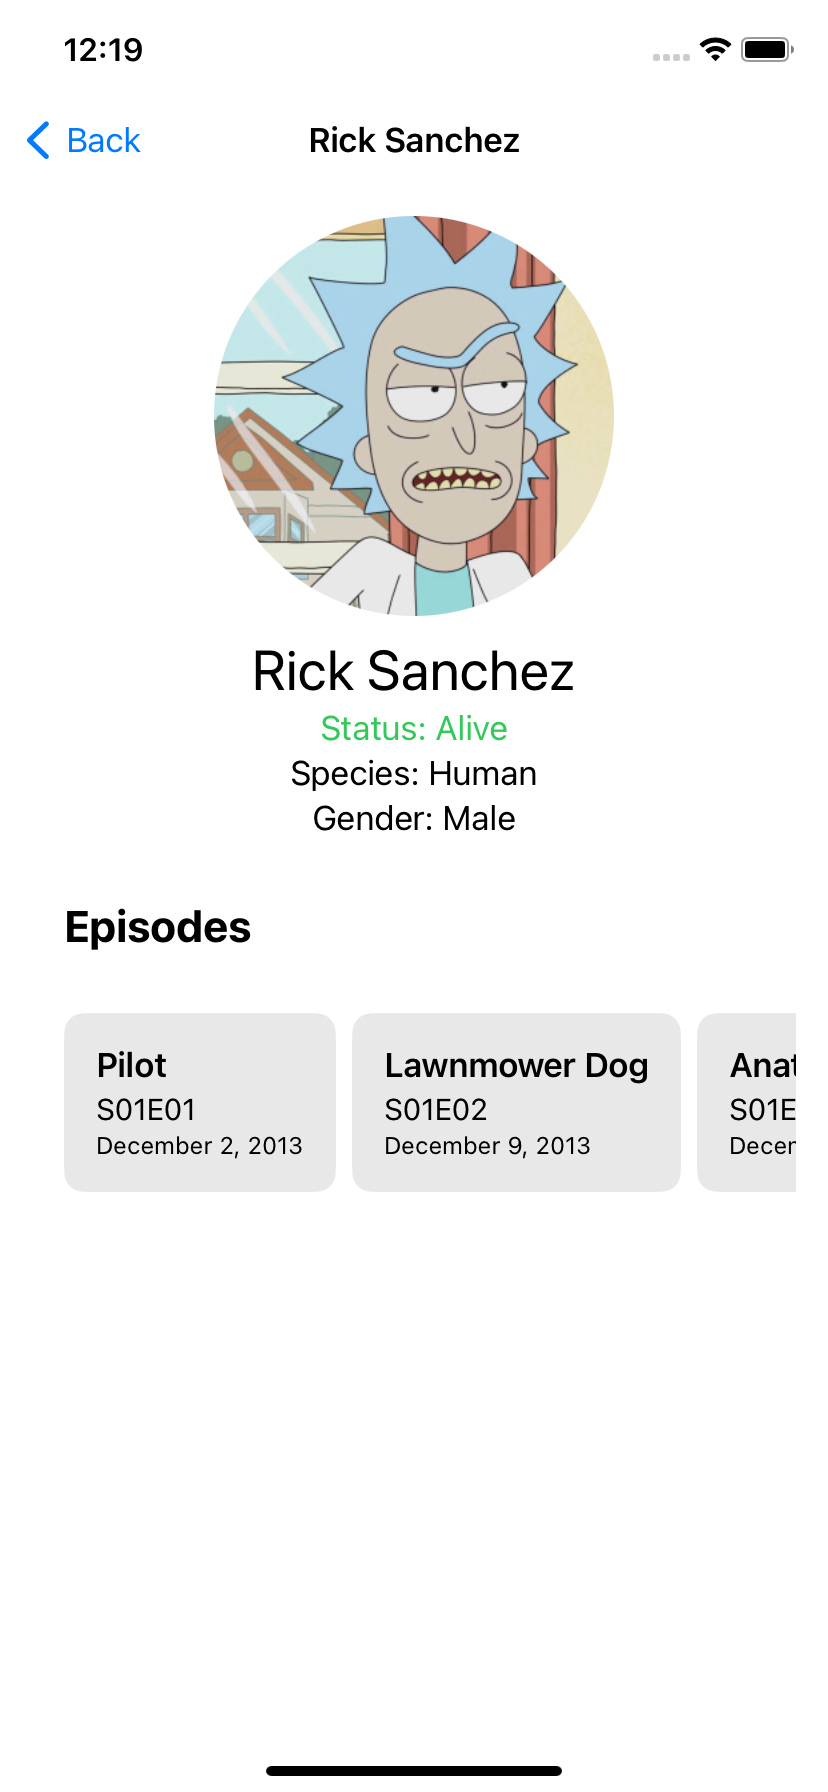 12:19
Back
Rick Sanchez
Rick Sanchez
Status: Alive
Species: Human
Gender: Male
Episodes
Pilot
S01E01
December 2, 2013
Lawnmower Dog
S01E02
December 9, 2013
Anat
S01E
Decem